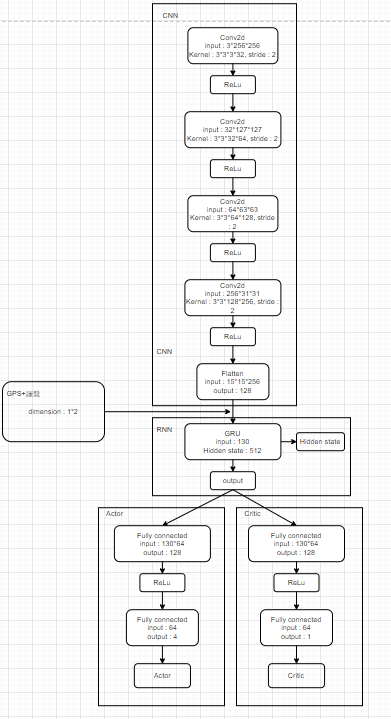 CNN
Conv2d
input : 3*256*256
Kernel : 3*3*3*32, stride : 2
ReLu
Conv2d
input : 32*127*127
Kernel : 3*3*32*64, stride : 2
ReLu
Conv2d
input : 64*63*63
Kernel : 3*3*64*128, stride
: 2
ReLu
Conv2d
input : 256*31*31
Kernel : 3*3*128*256, stride :
2
ReLu
CNN
Flatten
input : 15*15*256
output : 128
GPS+羅盤
dimension : 1*2
RNN
GRU
input : 130
Hidden state : 512
Hidden state
output
Actor
Fully connected
input : 130*64
output : 128
ReLu
Fully connected
input : 64
output : 4
Actor
Critic
Fully connected
input : 130*64
output : 128
ReLu
Fully connected
input : 64
output : 1
Critic